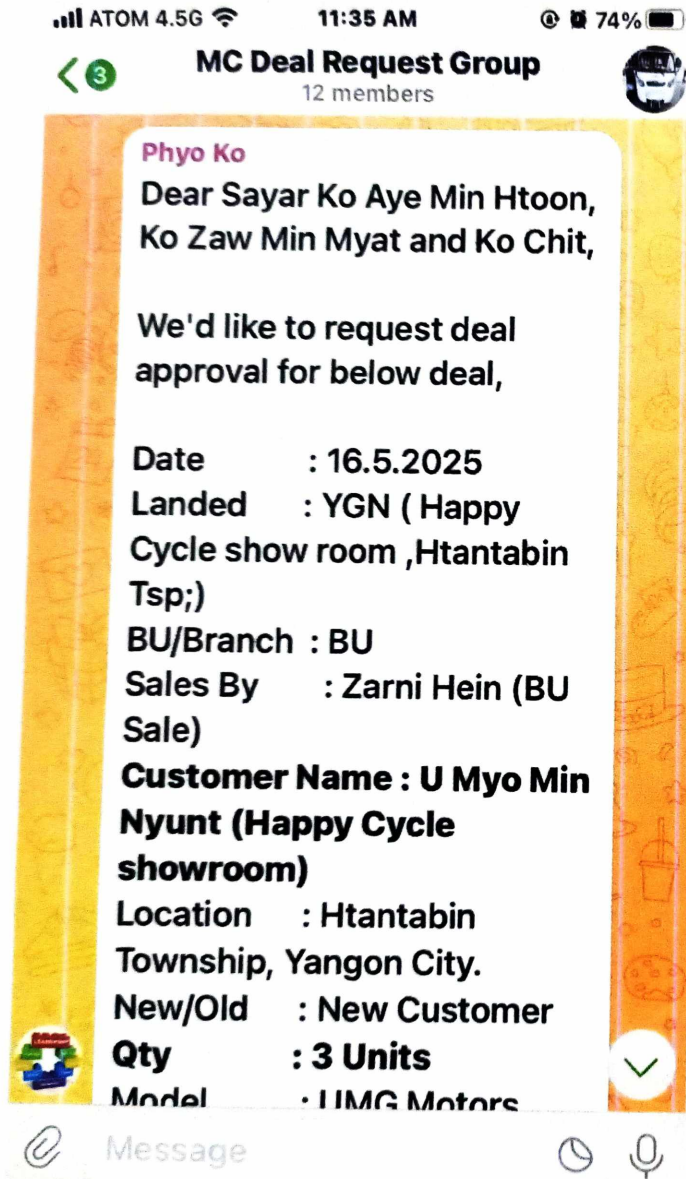 ATOM 4.5G 11:35 AM 74%
3 MC Deal Request Group
12 members
Phyo Ko
Dear Sayar Ko Aye Min Htoon,
Ko Zaw Min Myat and Ko Chit,
We'd like to request deal
approval for below deal,
Date : 16.5.2025
Landed : YGN ( Happy
Cycle show room ,Htantabin
Tsp;)
BU/Branch : BU
Sales By : Zarni Hein (BU
Sale)
Customer Name : U Myo Min
Nyunt (Happy Cycle
showroom)
Location : Htantabin
Township, Yangon City.
New/Old : New Customer
Qty : 3 Units
Model : UMG Motors
Message